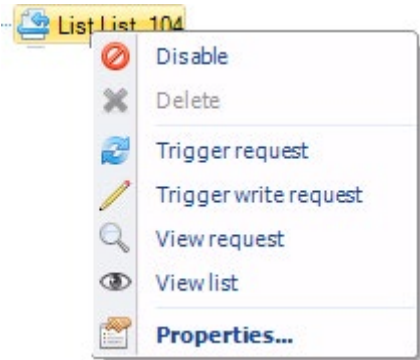 List List_104
Disable
Delete
Trigger request
Trigger write request
View request
View list
Properties...